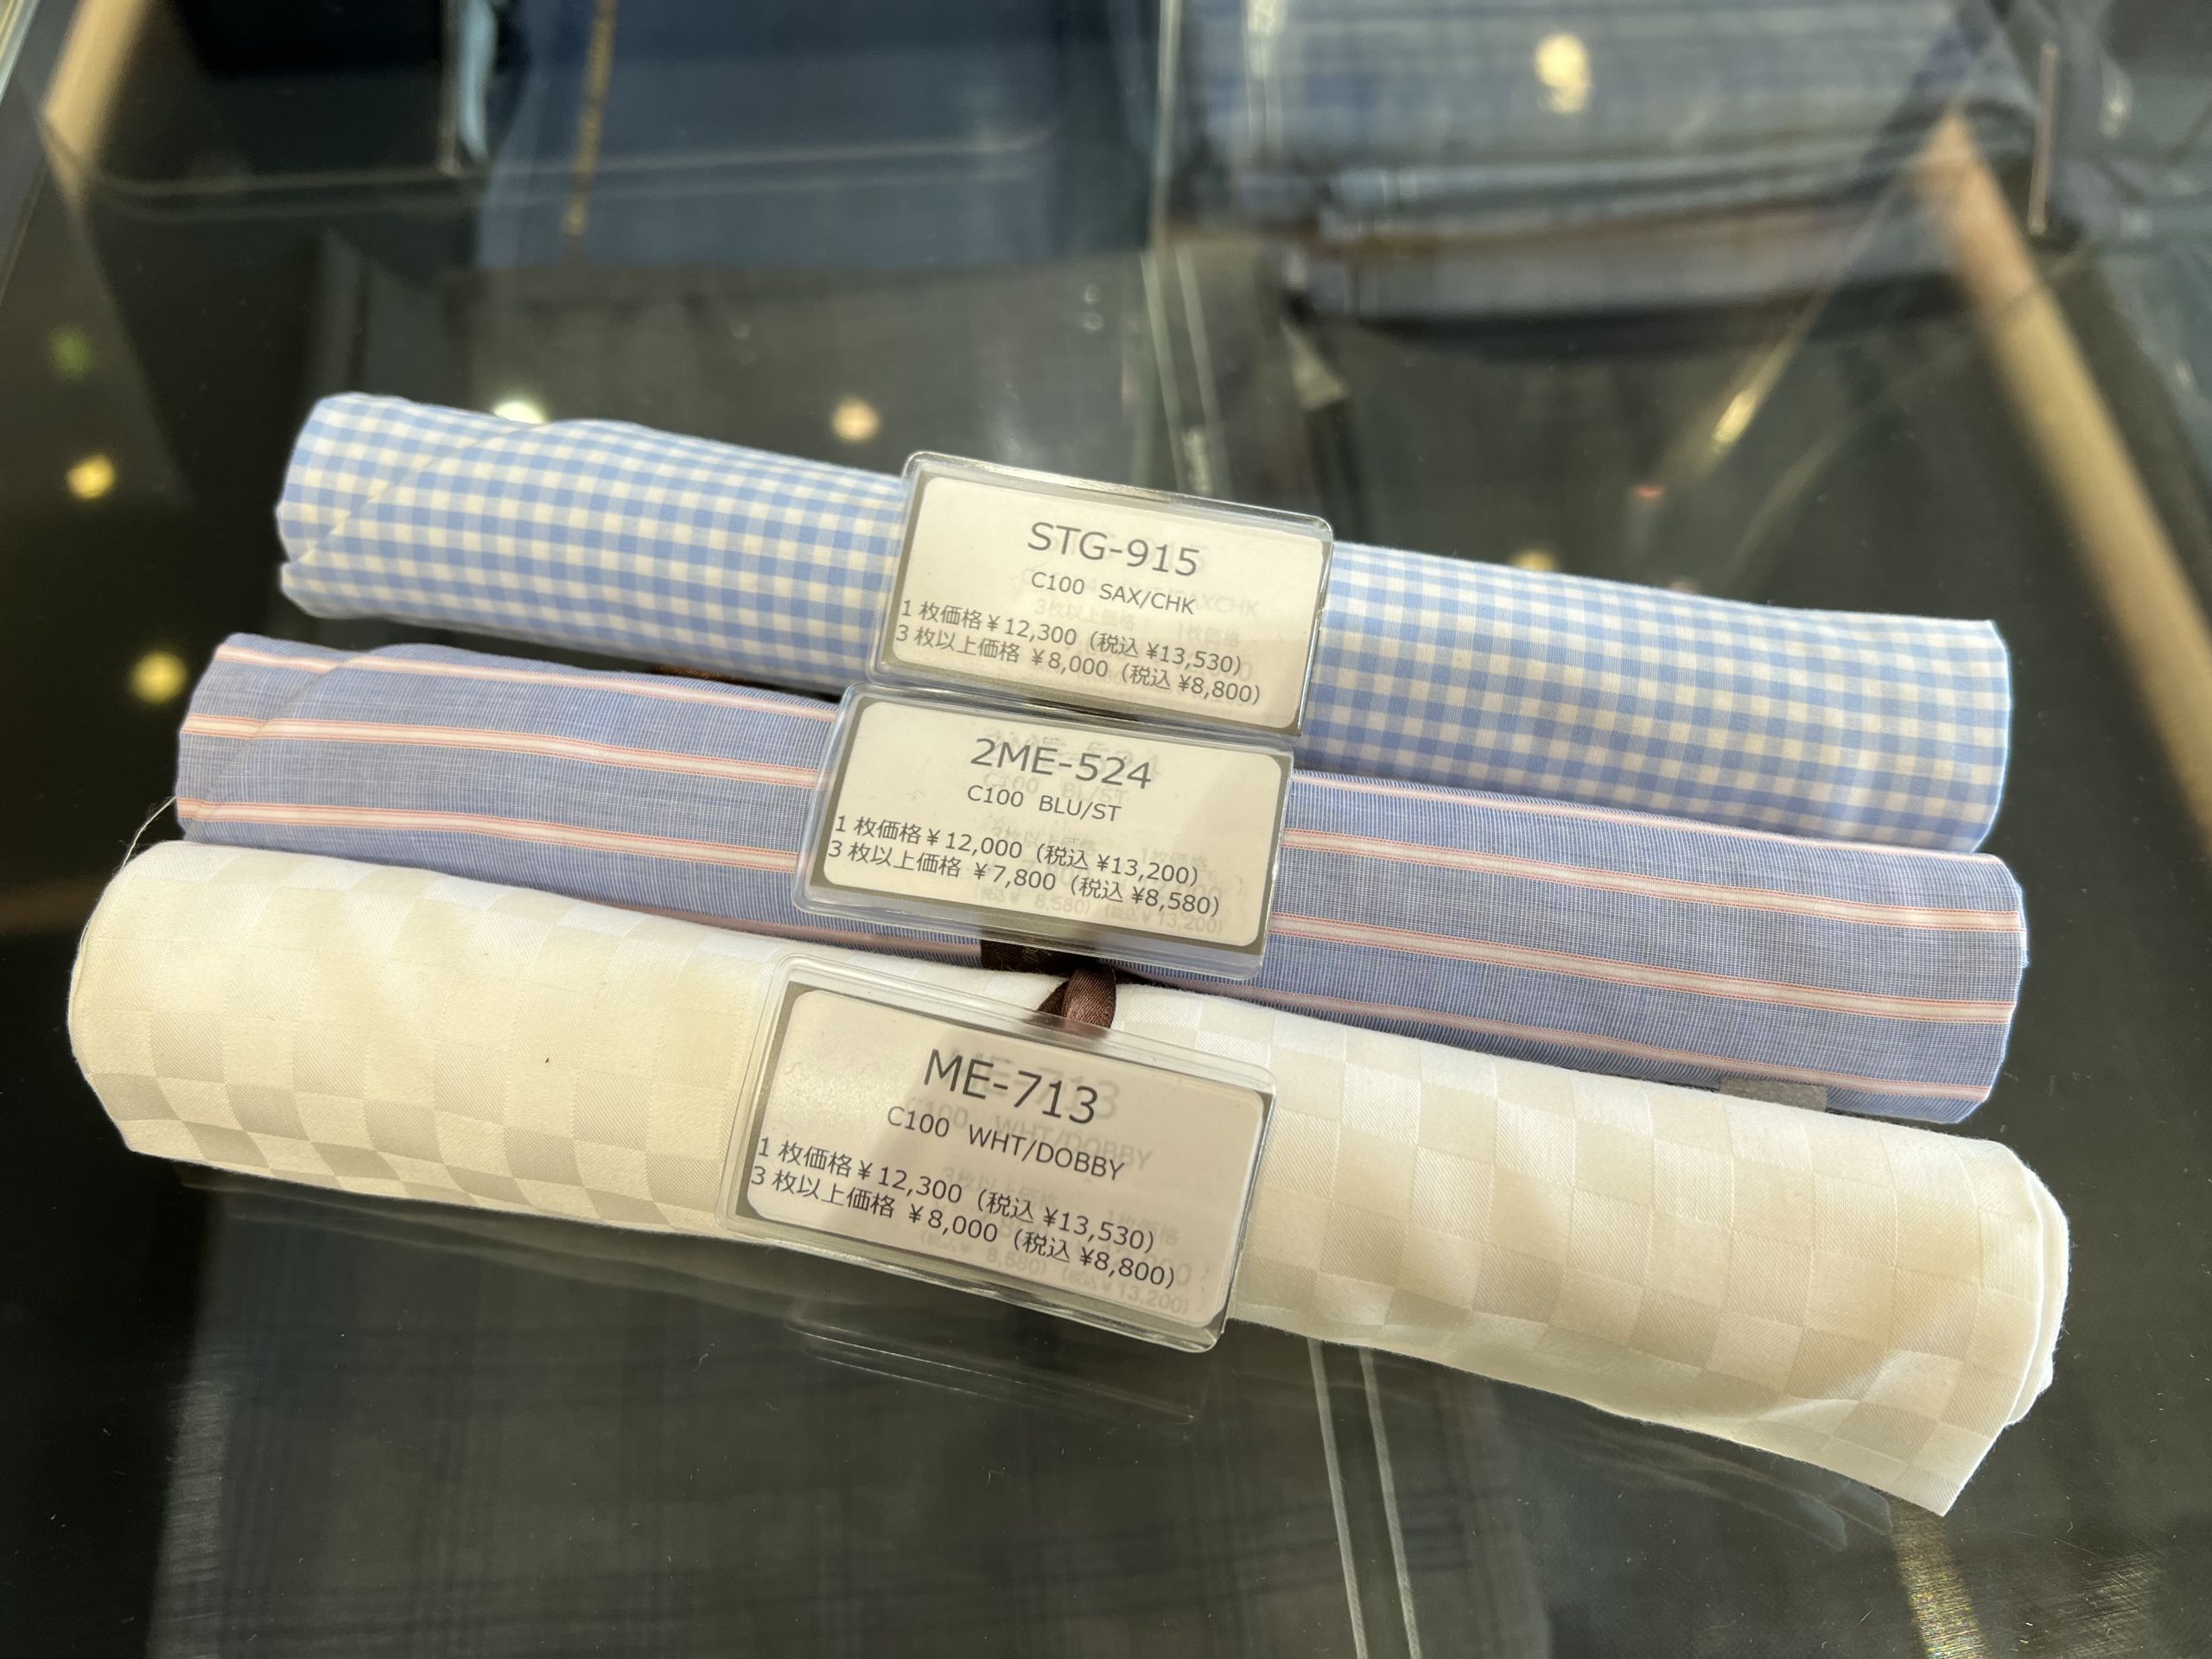 STG-915
C100 SAX/CHK
1枚価格¥12,300 (税込¥13,530)
3枚以上価格 ¥8,000 (税込¥8,800)
2ME-524
C100 BLU/ST
1枚価格¥12,000 (税込¥13,200)
3枚以上価格 ¥7,800 (税込¥8,580)
ME-713
C100 WHT/DOBBY
1枚価格¥12,300 (税込¥13,530)
3枚以上価格 ¥8,000 (税込¥8,800)